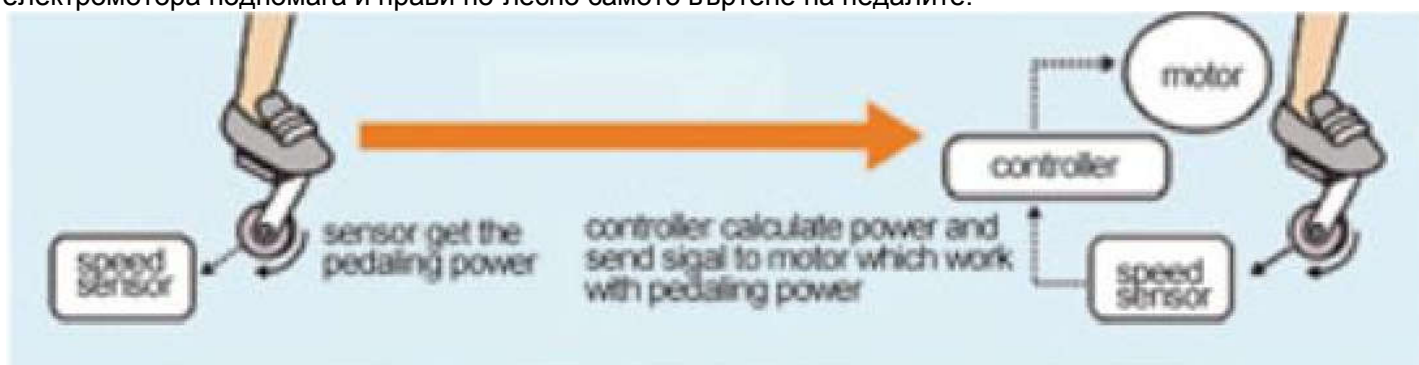 електромотора подпомага и прави по-лесно самото въртене на педалите.
motor
controller
speed
sensor
sensor get the
pedaling power
controller calculate power and
send sigal to motor which work
with pedaling power
speed
sensor